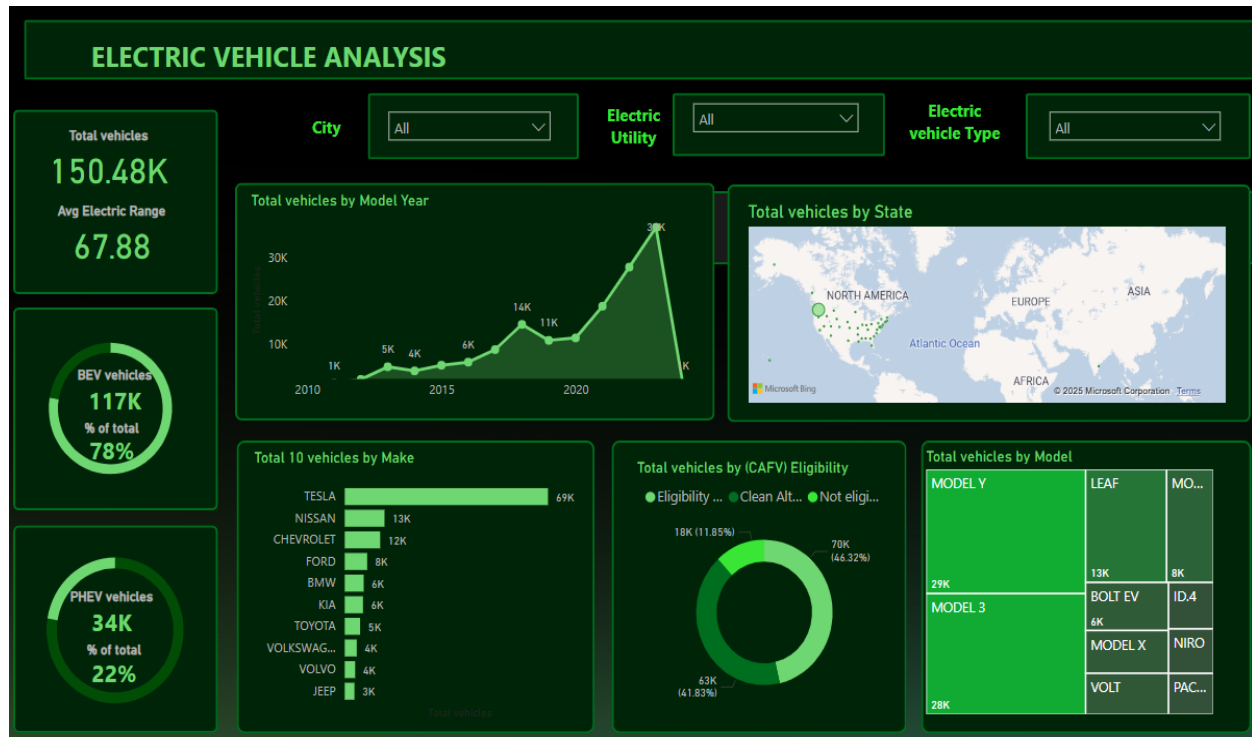 ELECTRIC VEHICLE ANALYSIS
City
All
Electric
Utility
All
Electric
vehicle Type
All
Total vehicles
150.48K
Avg Electric Range
67.88
BEV vehicles
117K
% of total
78%
PHEV vehicles
34K
% of total
22%
Total vehicles by Model Year
Total vehicles
30K
20K
10K
1K
5K
4K
6K
14K
11K
K
2010
2015
2020
Total vehicles by State
NORTH AMERICA
EUROPE
ASIA
Atlantic Ocean
AFRICA
Microsoft Bing
© 2025 Microsoft Corporation Terms
Total 10 vehicles by Make
TESLA 69K
NISSAN 13K
CHEVROLET 12K
FORD 8K
BMW 6K
KIA 6K
TOYOTA 5K
VOLKSWAG... 4K
VOLVO 4K
JEEP 3K
Total vehicles
Total vehicles by (CAFV) Eligibility
Eligibility ... Clean Alt... Not eligi...
18K (11.85%)
70K
(46.32%)
63K
(41.83%)
Total vehicles by Model
MODEL Y
29K
MODEL 3
28K
LEAF
13K
MO...
8K
BOLT EV
6K
ID.4
MODEL X
NIRO
VOLT
PAC...